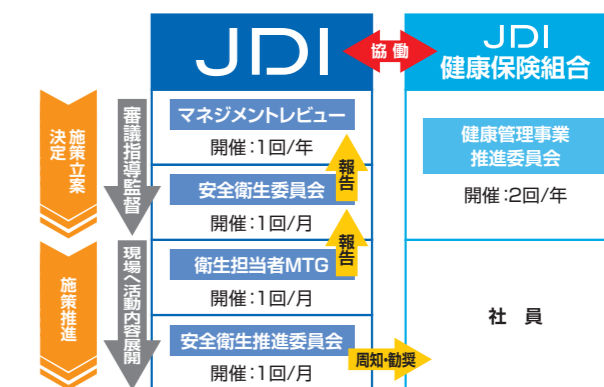 JDI
協働
JDI
健康保険組合
施策立案
決定
審議指導監督
マネジメントレビュー
開催：1回/年
報告
安全衛生委員会
開催：1回/月
報告
健康管理事業
推進委員会
開催：2回/年
施策推進
現場へ活動内容展開
衛生担当者MTG
開催：1回/月
安全衛生推進委員会
開催：1回/月
周知・勧奨
社員